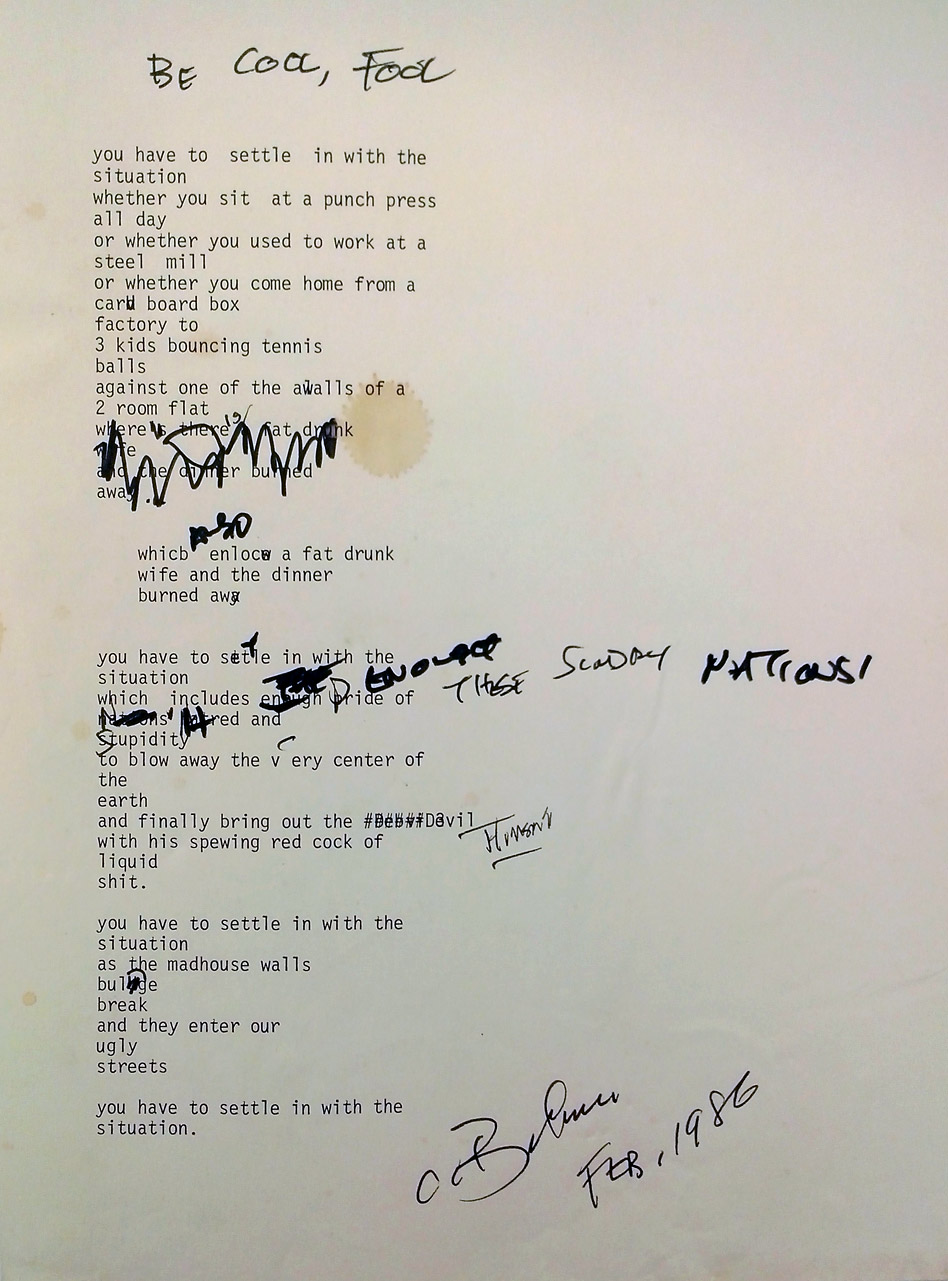 BE COOL, FOOL
you have to settle in with the
situation
whether you sit at a punch press
all day
or whether you used to work at a
steel mill
or whether you come home from a
card board box
factory to
3 kids bouncing tennis
balls
against one of the walls of a
2 room flat
where there fat drunk
wife
and the dinner burned
away.
ALSO
which a fat drunk
wife and the dinner
burned away
you have to settle in with the
situation
which includes enough pride of
THESE NATIONS'
nations hatred and
stupidity
to blow away the very center of
the
earth
and finally bring out the Devil
with his spewing red cock of
liquid
shit.
you have to settle in with the
situation
as the madhouse walls
bulge
break
and they enter our
ugly
streets
you have to settle in with the
situation.
FEB, 1986